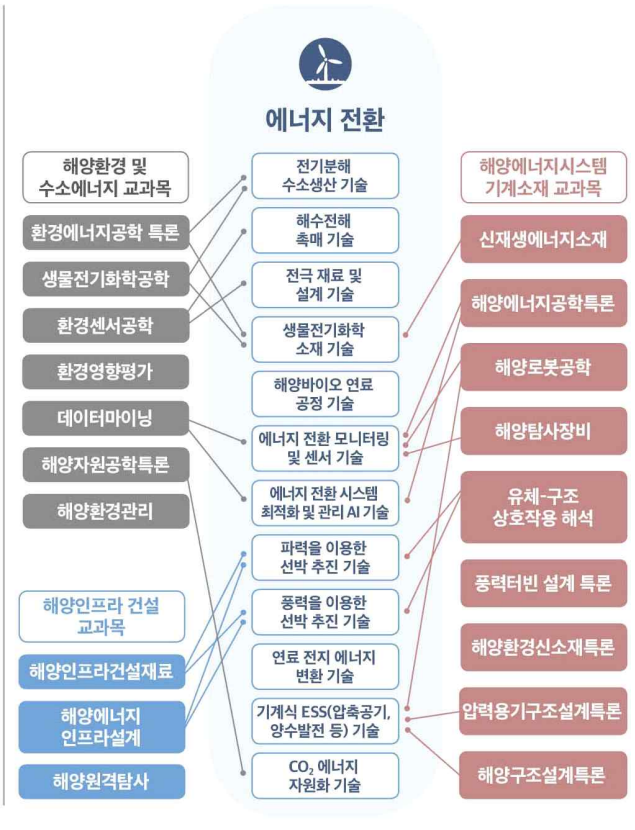 에너지 전환
해양환경 및
수소에너지 교과목
환경에너지공학 특론
생물전기화학공학
환경센서공학
환경영향평가
데이터마이닝
해양자원공학특론
해양환경관리
해양인프라 건설
교과목
해양인프라건설재료
해양에너지
인프라설계
해양원격탐사
전기분해
수소생산 기술
해수전해
촉매 기술
전극 재료 및
설계 기술
생물전기화학
소재 기술
해양바이오 연료
공정 기술
에너지 전환 모니터링
및 센서 기술
에너지 전환 시스템
최적화 및 관리 AI 기술
파력을 이용한
선박 추진 기술
풍력을 이용한
선박 추진 기술
연료 전지 에너지
변환 기술
기계식 ESS(압축공기,
양수발전 등) 기술
CO₂ 에너지
자원화 기술
해양에너지시스템
기계소재 교과목
신재생에너지소재
해양에너지공학특론
해양로봇공학
해양탐사장비
유체-구조
상호작용 해석
풍력터빈 설계 특론
해양환경신소재특론
압력용기구조설계특론
해양구조설계특론